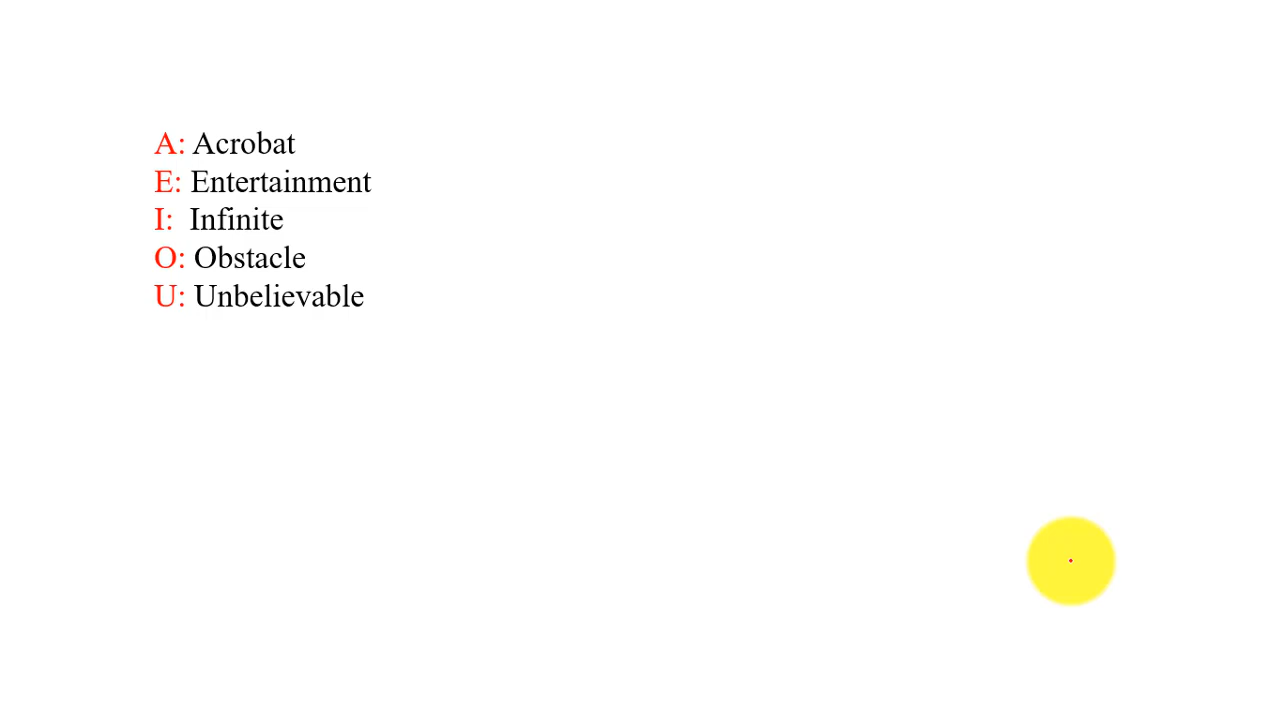 A: Acrobat
E: Entertainment
I:  Infinite
O: Obstacle
U: Unbelievable